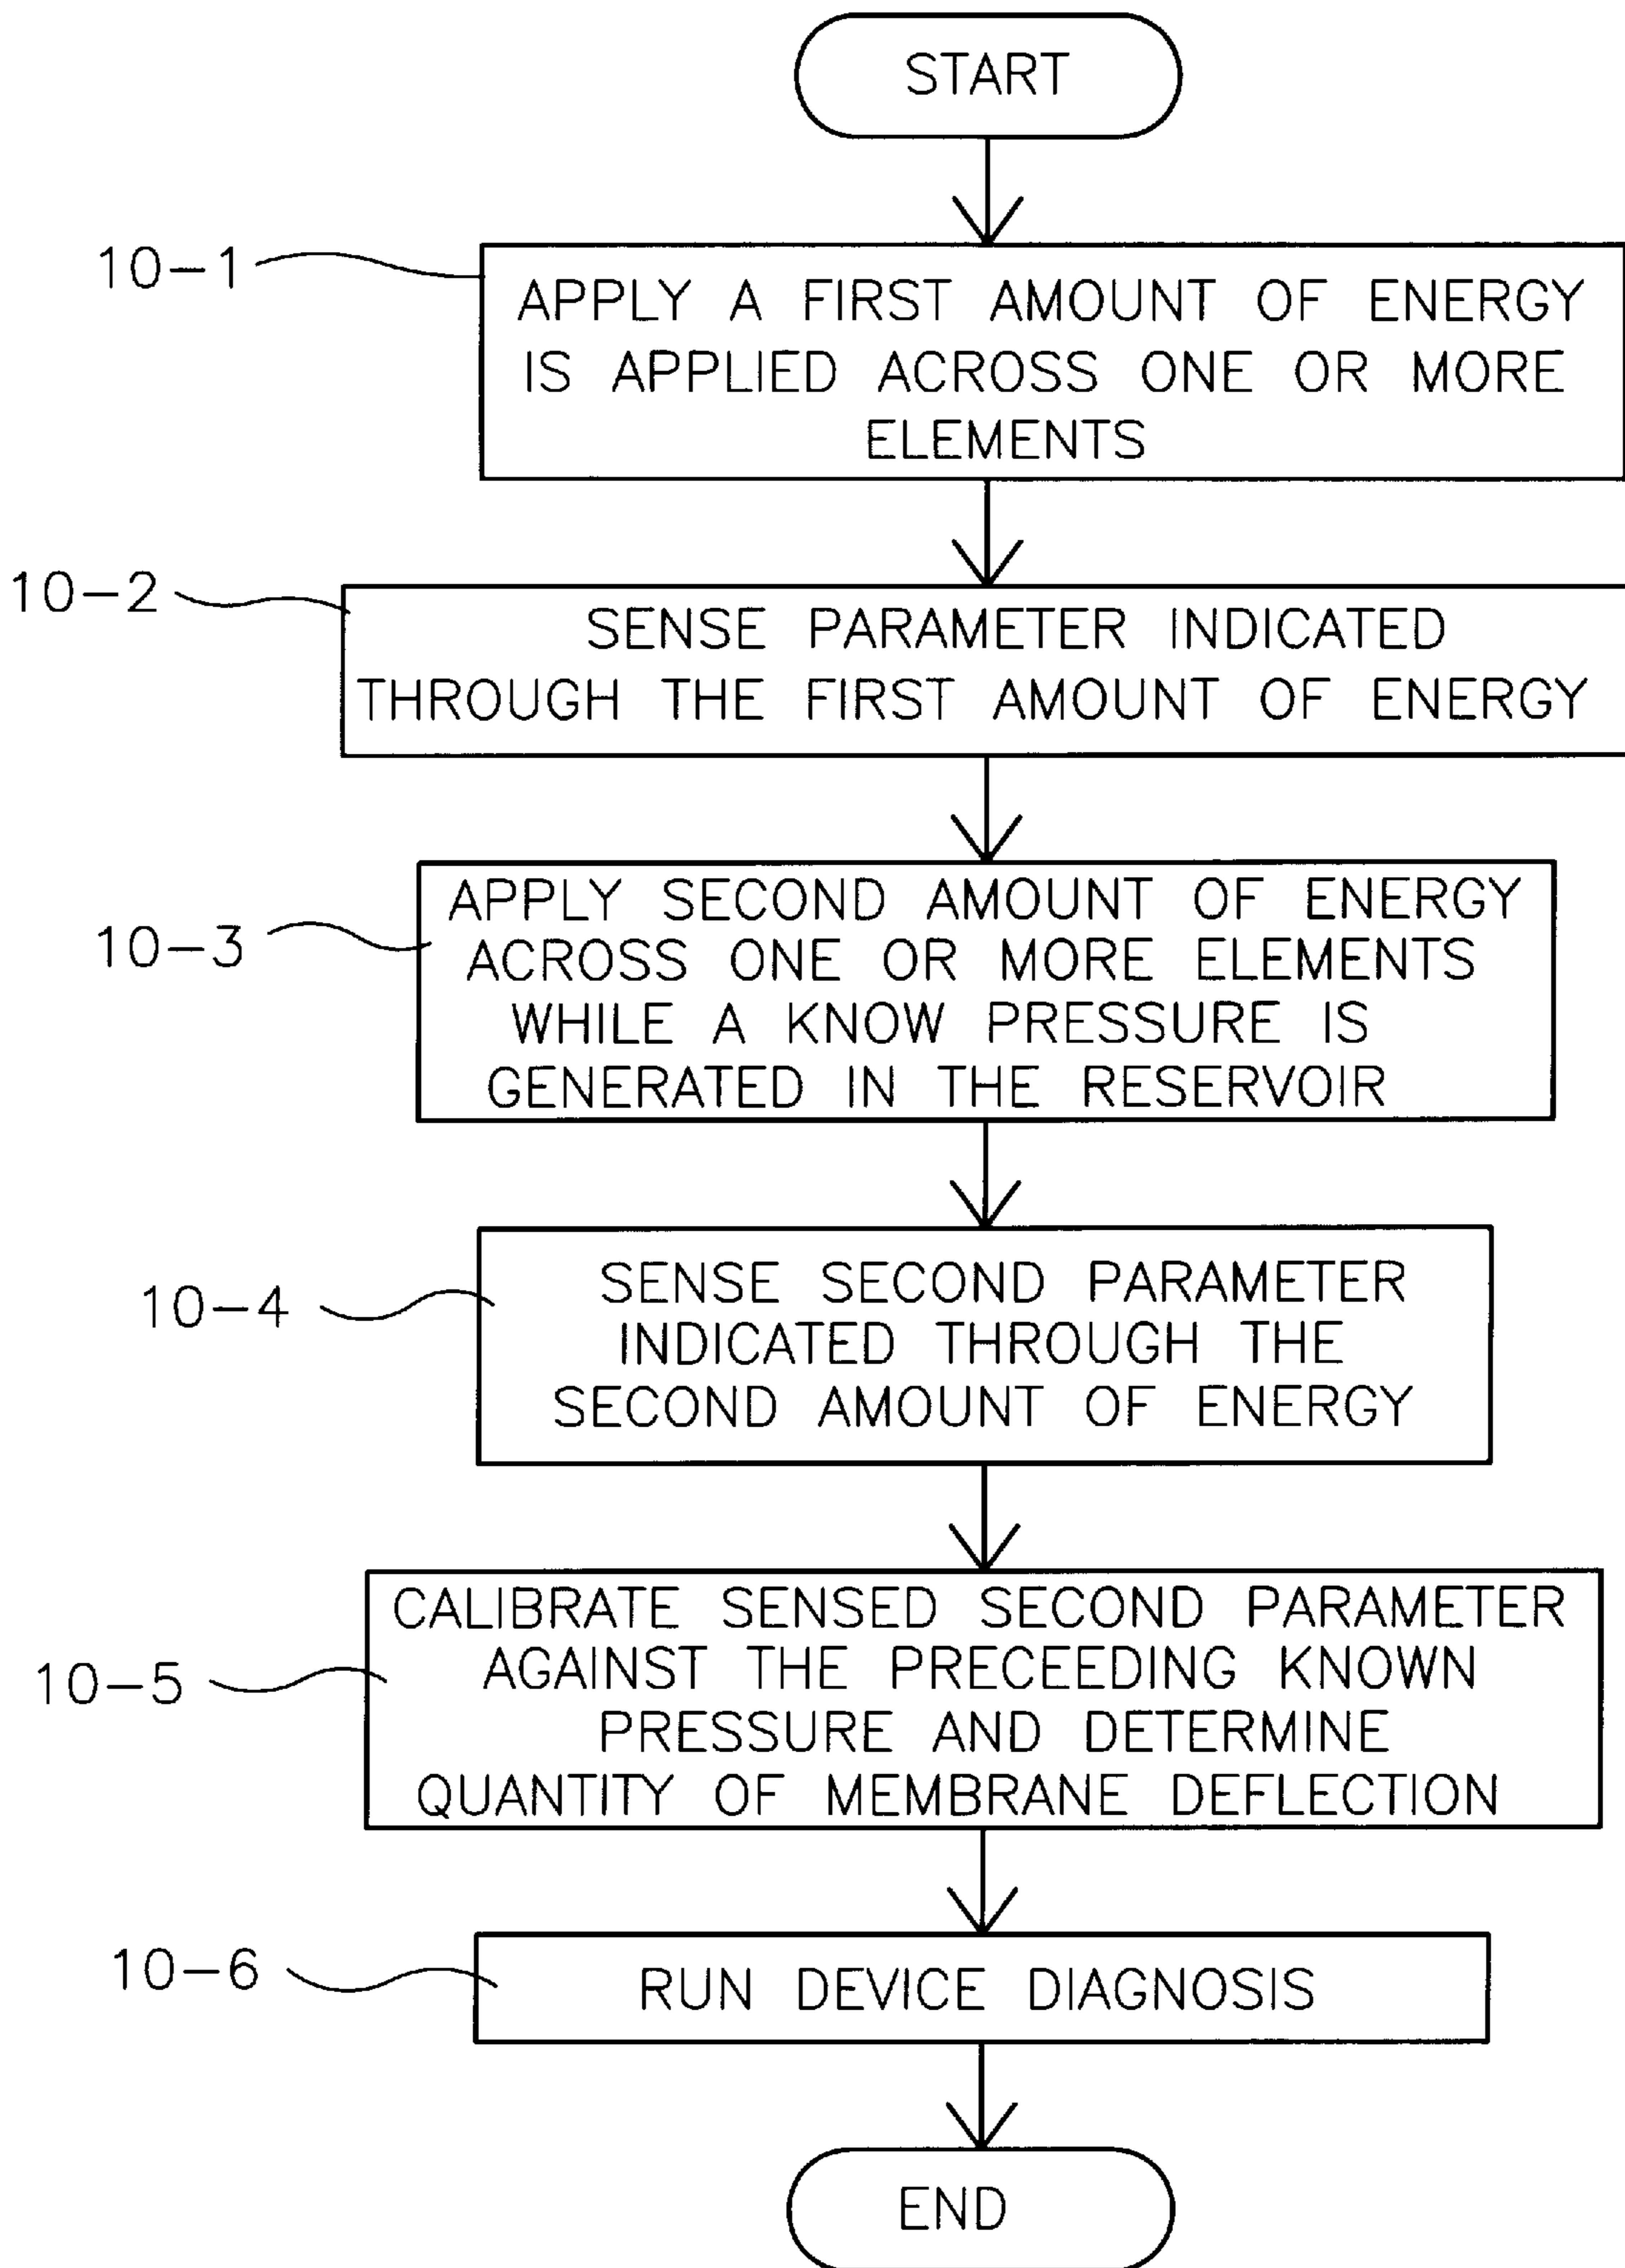 START
10-1
APPLY A FIRST AMOUNT OF ENERGY
IS APPLIED ACROSS ONE OR MORE
ELEMENTS
10-2
SENSE PARAMETER INDICATED
THROUGH THE FIRST AMOUNT OF ENERGY
10-3
APPLY SECOND AMOUNT OF ENERGY
ACROSS ONE OR MORE ELEMENTS
WHILE A KNOW PRESSURE IS
GENERATED IN THE RESERVOIR
10-4
SENSE SECOND PARAMETER
INDICATED THROUGH THE
SECOND AMOUNT OF ENERGY
10-5
CALIBRATE SENSED SECOND PARAMETER
AGAINST THE PRECEEDING KNOWN
PRESSURE AND DETERMINE
QUANTITY OF MEMBRANE DEFLECTION
10-6
RUN DEVICE DIAGNOSIS
END